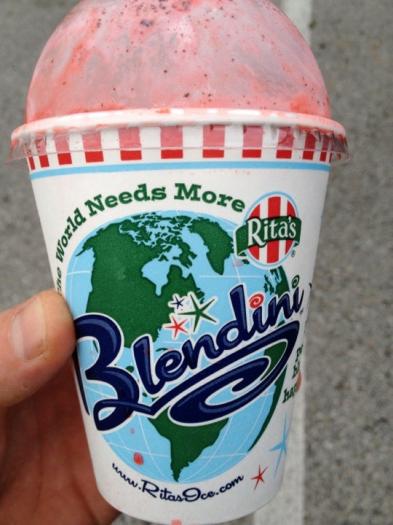 the World Needs More
Rita's
Blendini
www.RitasIce.com